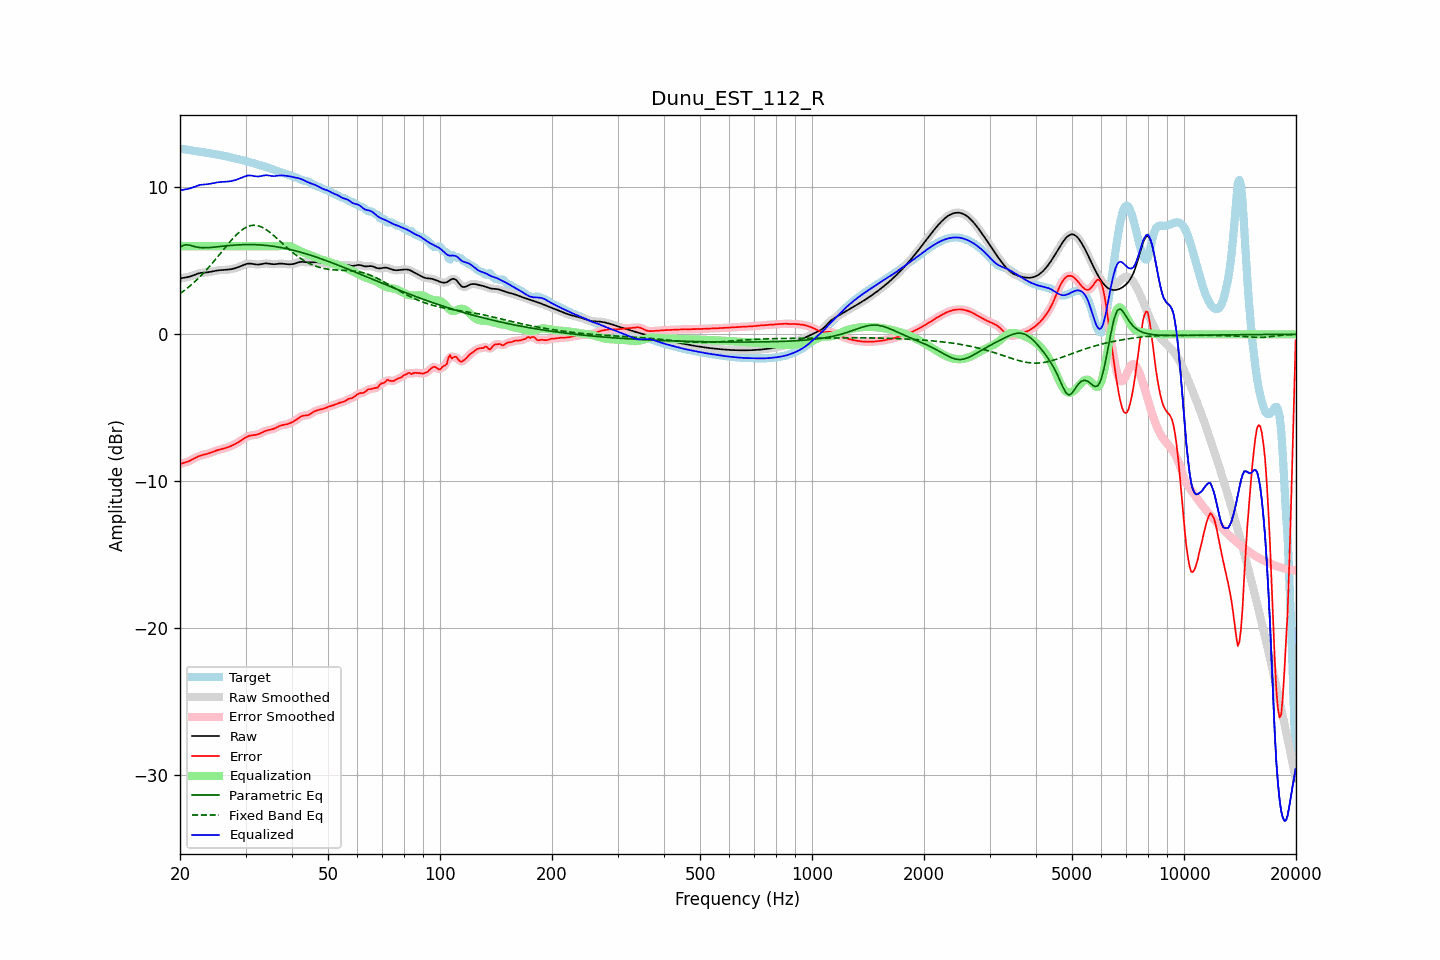 Dunu_EST_112_R
Amplitude (dBr)
10
0
−10
−20
−30
Target
Raw Smoothed
Error Smoothed
Raw
Error
Equalization
Parametric Eq
Fixed Band Eq
Equalized
20 50 100 200 500 1000 2000 5000 10000 20000
Frequency (Hz)